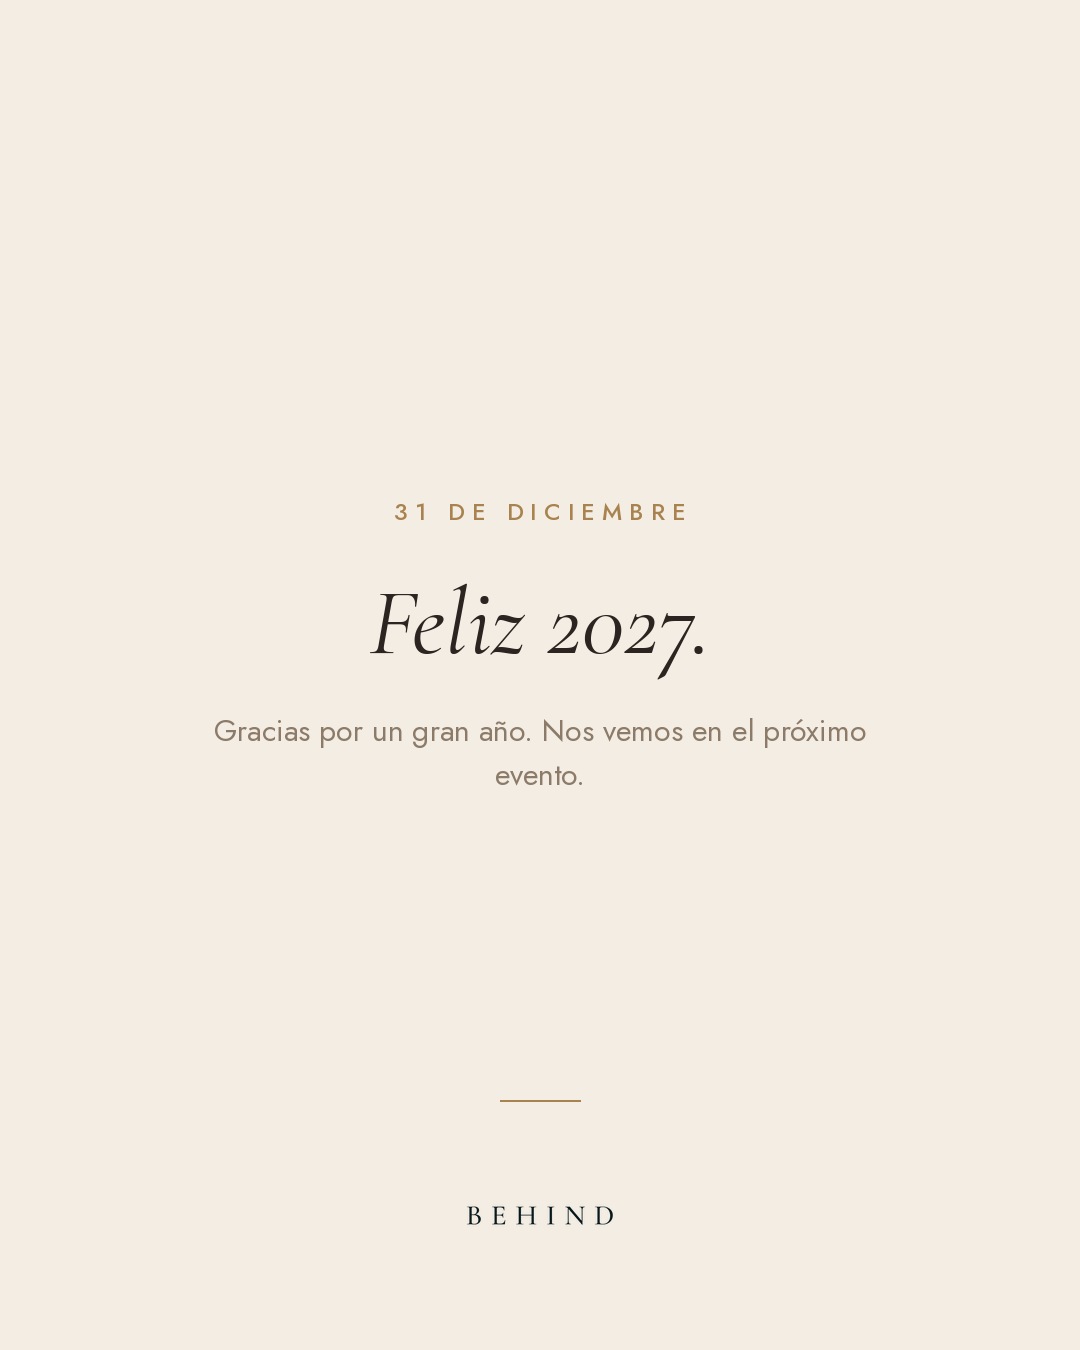 31 DE DICIEMBRE
Feliz 2027.
Gracias por un gran año. Nos vemos en el próximo
evento.
BEHIND